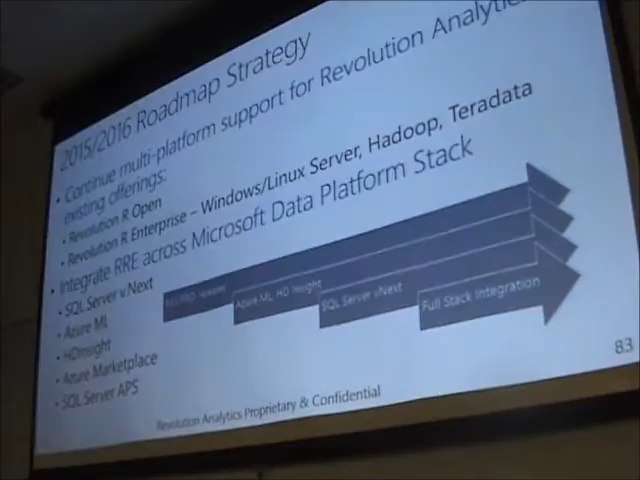 2015/2016 Roadmap Strategy
• Continue multi-platform support for Revolution Analytics
existing offerings:
• Revolution R Open
• Revolution R Enterprise – Windows/Linux Server, Hadoop, Teradata
• Integrate RRE across Microsoft Data Platform Stack
• SQL Server v.Next
• Azure ML
• HDInsight
• Azure Marketplace
• SQL Server APS
Azure ML HD Insight
SQL Server vNext
Full Stack Integration
Revolution Analytics Proprietary & Confidential
83